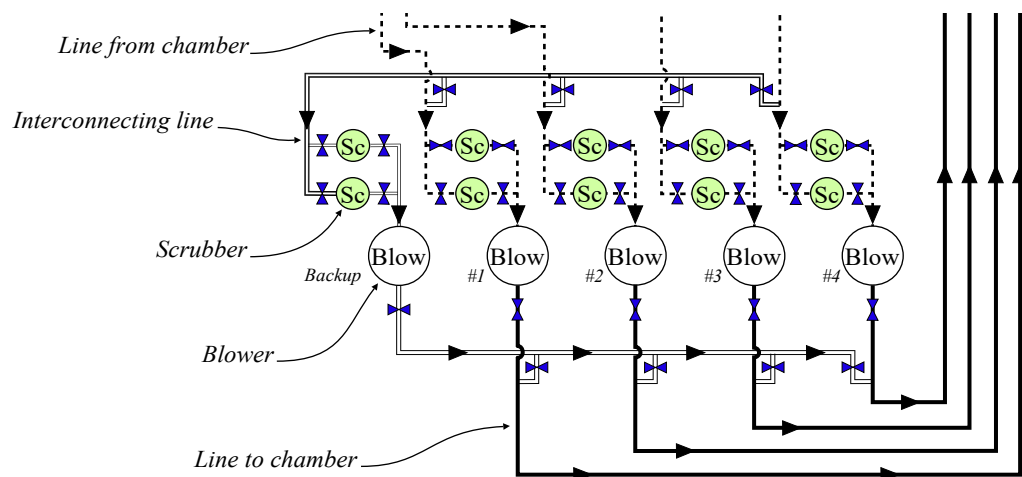 Line from chamber
Interconnecting line
Sc Sc Sc Sc Sc
Sc Sc Sc Sc Sc
Scrubber
Blow Blow Blow Blow Blow
Backup #1 #2 #3 #4
Blower
Line to chamber